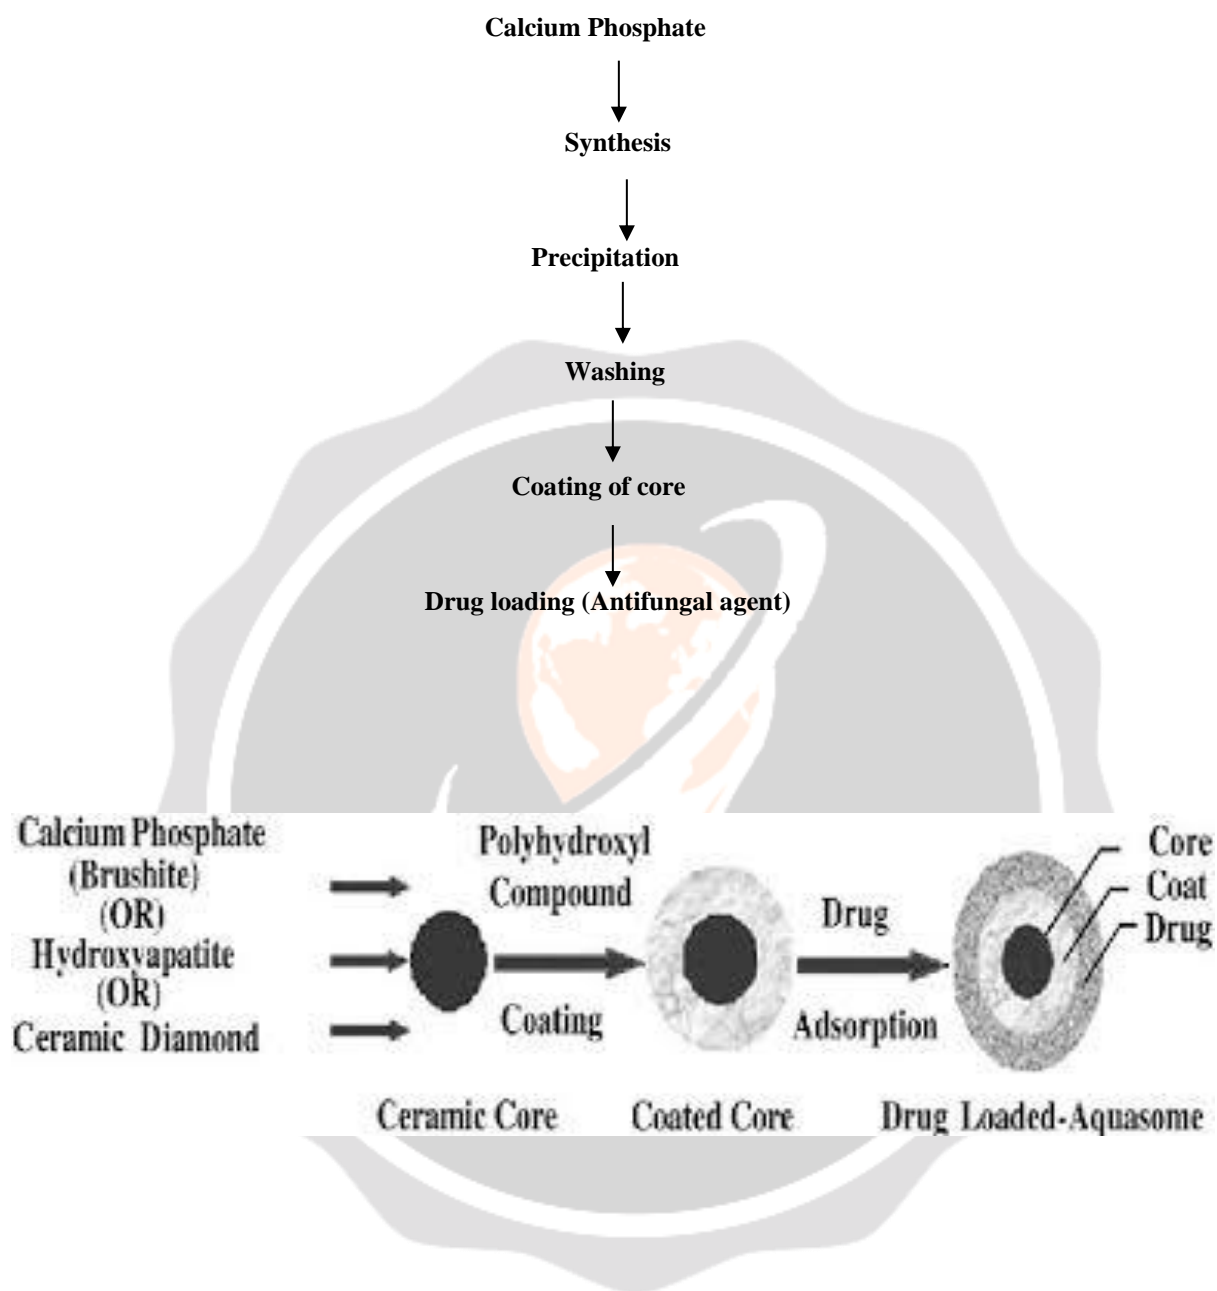 Calcium Phosphate
Synthesis
Precipitation
Washing
Coating of core
Drug loading (Antifungal agent)
Calcium Phosphate
(Brushite)
(OR)
Hydroxvapatite
(OR)
Ceramic Diamond
Polyhydroxyl
Compound
Coating
Drug
Adsorption
Core
Coat
Drug
Ceramic Core
Coated Core
Drug Loaded-Aquasome